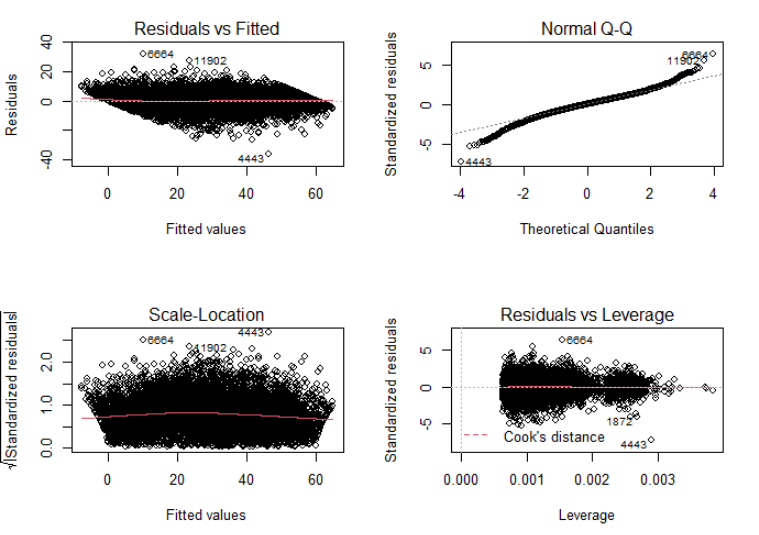 Residuals vs Fitted
Residuals
-40 0 20 40
6664
11902
4443
0 20 40 60
Fitted values
Normal Q-Q
Standardized residuals
-5 0 5
6664
11902
4443
-4 -2 0 2 4
Theoretical Quantiles
Scale-Location
√|Standardized residuals|
0.0 1.0 2.0
4443
6664
11902
0 20 40 60
Fitted values
Residuals vs Leverage
Standardized residuals
-5 0 5
6664
1872
Cook's distance
4443
0.000 0.001 0.002 0.003
Leverage